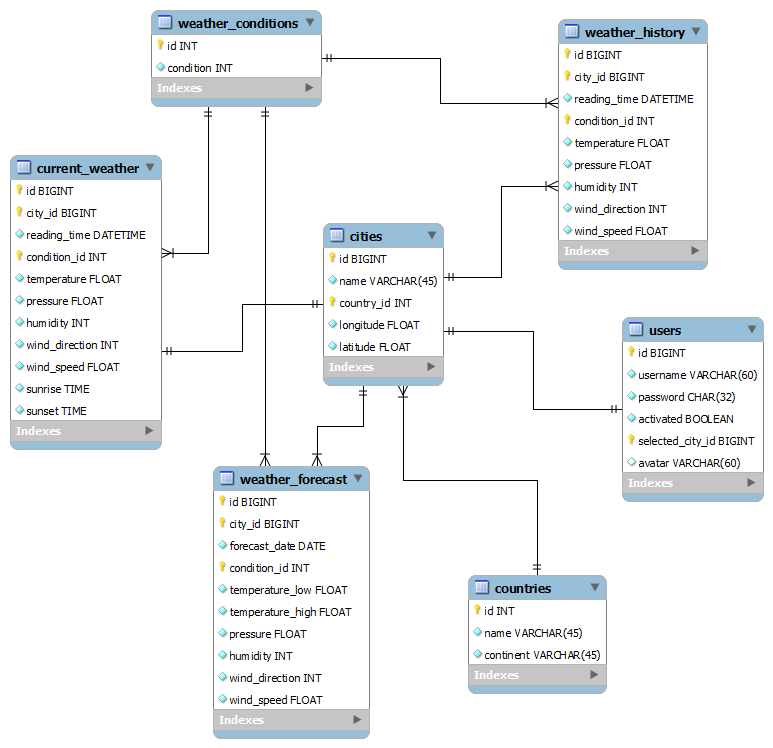 weather_conditions
id INT
condition INT
Indexes
weather_history
id BIGINT
city_id BIGINT
reading_time DATETIME
condition_id INT
temperature FLOAT
pressure FLOAT
humidity INT
wind_direction INT
wind_speed FLOAT
Indexes
current_weather
id BIGINT
city_id BIGINT
reading_time DATETIME
condition_id INT
temperature FLOAT
pressure FLOAT
humidity INT
wind_direction INT
wind_speed FLOAT
sunrise TIME
sunset TIME
Indexes
cities
id BIGINT
name VARCHAR(45)
country_id INT
longitude FLOAT
latitude FLOAT
Indexes
users
id BIGINT
username VARCHAR(60)
password CHAR(32)
activated BOOLEAN
selected_city_id BIGINT
avatar VARCHAR(60)
Indexes
weather_forecast
id BIGINT
city_id BIGINT
forecast_date DATE
condition_id INT
temperature_low FLOAT
temperature_high FLOAT
pressure FLOAT
humidity INT
wind_direction INT
wind_speed FLOAT
Indexes
countries
id INT
name VARCHAR(45)
continent VARCHAR(45)
Indexes